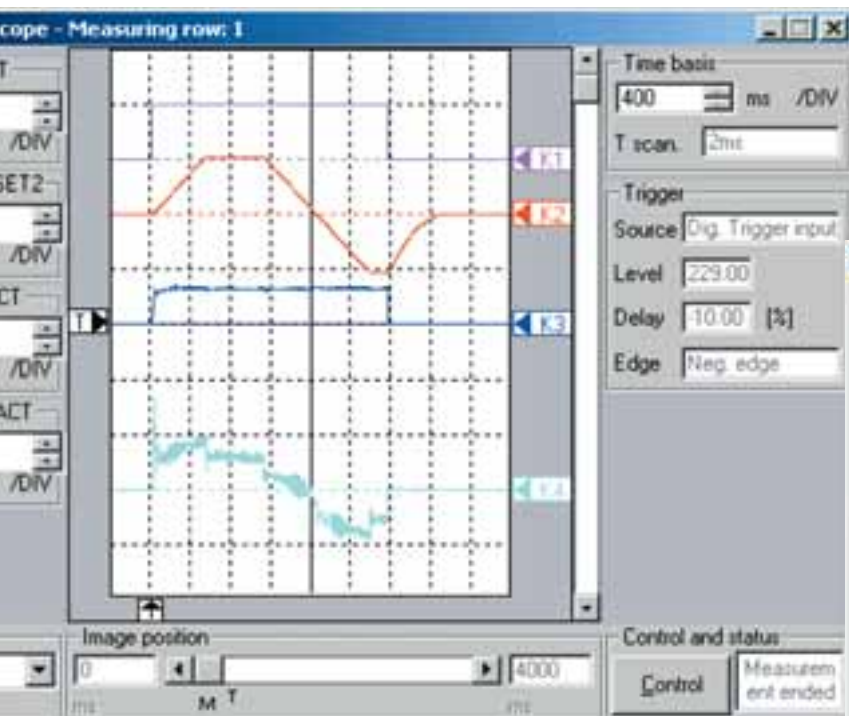 cope - Measuring row: 1
T
/DIV
SET2
/DIV
CT
/DIV
ACT
/DIV
K1
K2
K3
K4
T
Time basis
400 ms /DIV
T scan. 2ms
Trigger
Source Dig. Trigger input
Level 229.00
Delay -10.00 [%]
Edge Neg. edge
Image position
0
4000
ms
M T
ms
Control and status
Control
Measurem
ent ended